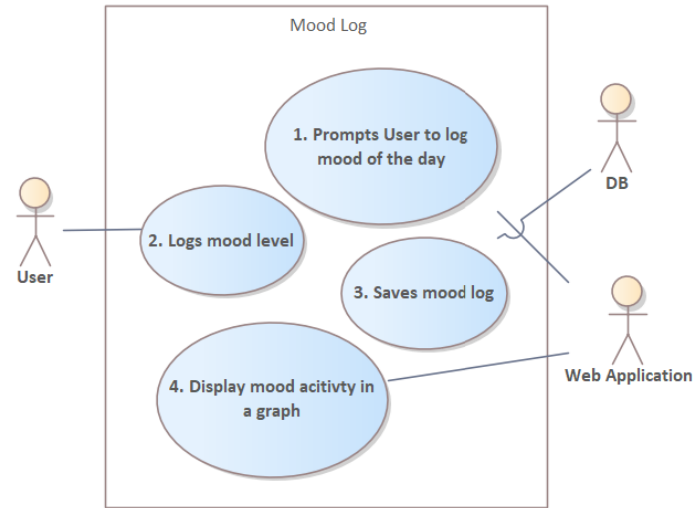 Mood Log
1. Prompts User to log
mood of the day
DB
2. Logs mood level
User
3. Saves mood log
Web Application
4. Display mood acitivty in
a graph